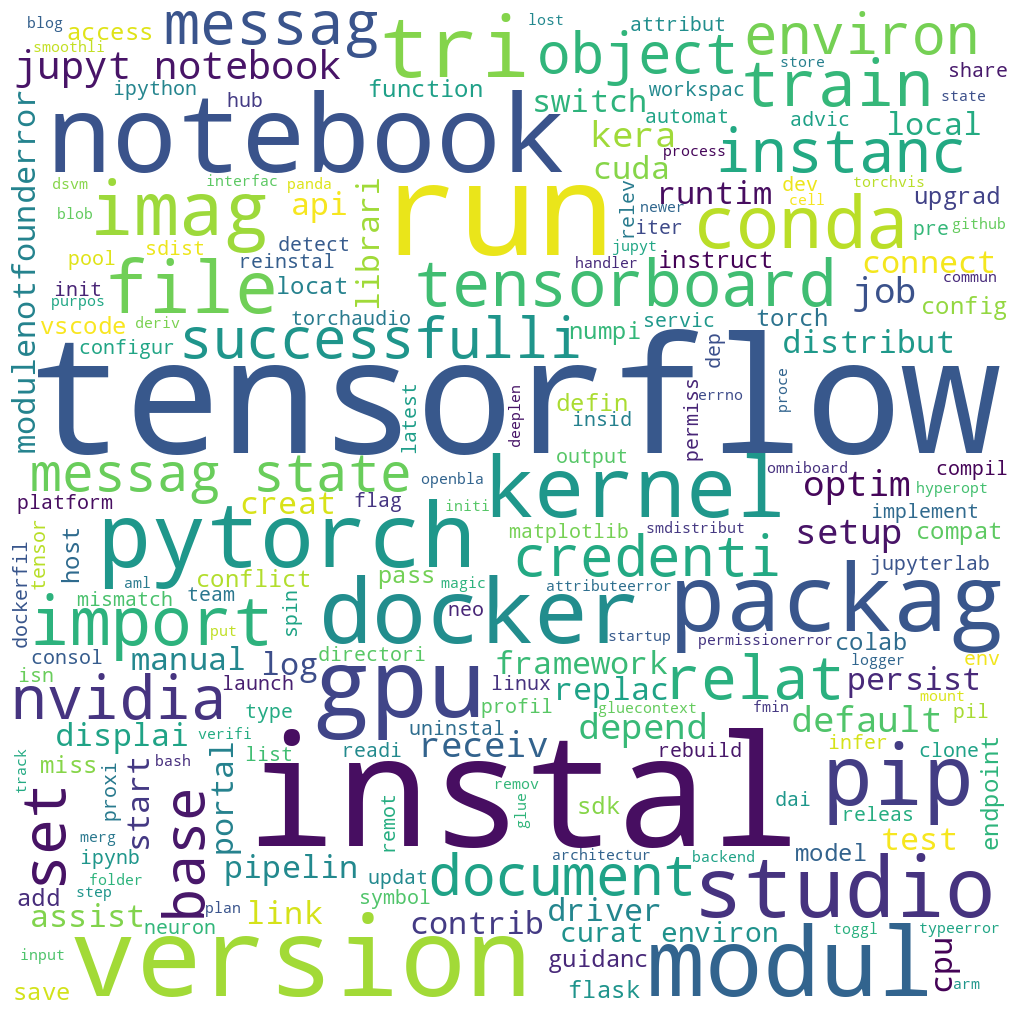 blog
access
messag
tri
lost
attribut
environ
smoothli
object
store
jupyt notebook
train
share
ipython
hub
function
switch
workspac
state
notebook
automat
advic
local
modulenotfounderror
kera
process
instanc
cuda
dsvm
interfac
panda
librari
run
relev
runtim
dev
torchvis
imag
api
newer
cell
upgrad
blob
iter
conda
pre
github
sdist
detect
jupyt
pool
reinstal
handler
instruct
connect
init
file
locat
tensorboard
job
commun
purpos
config
vscode
deriv
torchaudio
successfulli
numpi
servic
torch
configur
dep
distribut
tensorflow
latest
deeplen
defin
insid
permiss
errno
proce
messag state
output
kernel
omniboard
compil
platform
creat
flag
openbla
optim
hyperopt
dockerfil
tensor
host
pytorch
initi
matplotlib
smdistribut
setup
implement
compat
credenti
conflict
pass
jupyterlab
aml
team
magic
attributeerror
mismatch
spin
docker
packag
import
put
neo
startup
permissionerror
colab
consol
manual
log
directori
framework
relat
logger
env
isn
nvidia
launch
gpu
linux
replac
persist
profil
gluecontext
fmin
mount
type
uninstal
depend
default
pil
displai
verifi
receiv
infer
track
miss
proxi
bash
portal
list
readi
rebuild
clone
instal
pip
endpoint
set
start
base
remot
remov
glue
sdk
dai
releas
merg
test
ipynb
pipelin
architectur
backend
model
folder
step
updat
document
studio
add
plan
symbol
assist
neuron
link
contrib
driver
version
curat environ
toggl
typeerror
input
guidanc
modul
cpu
save
flask
arm